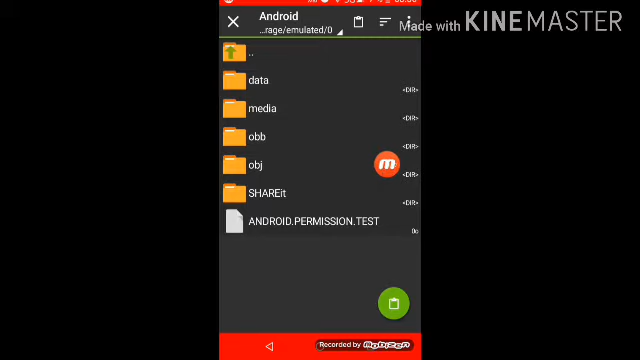 Android
...rage/emulated/0
Made with KINEMASTER
..
data
<DIR>
media
<DIR>
obb
<DIR>
obj
<DIR>
SHAREit
<DIR>
ANDROID.PERMISSION.TEST
Recorded by Mobizen